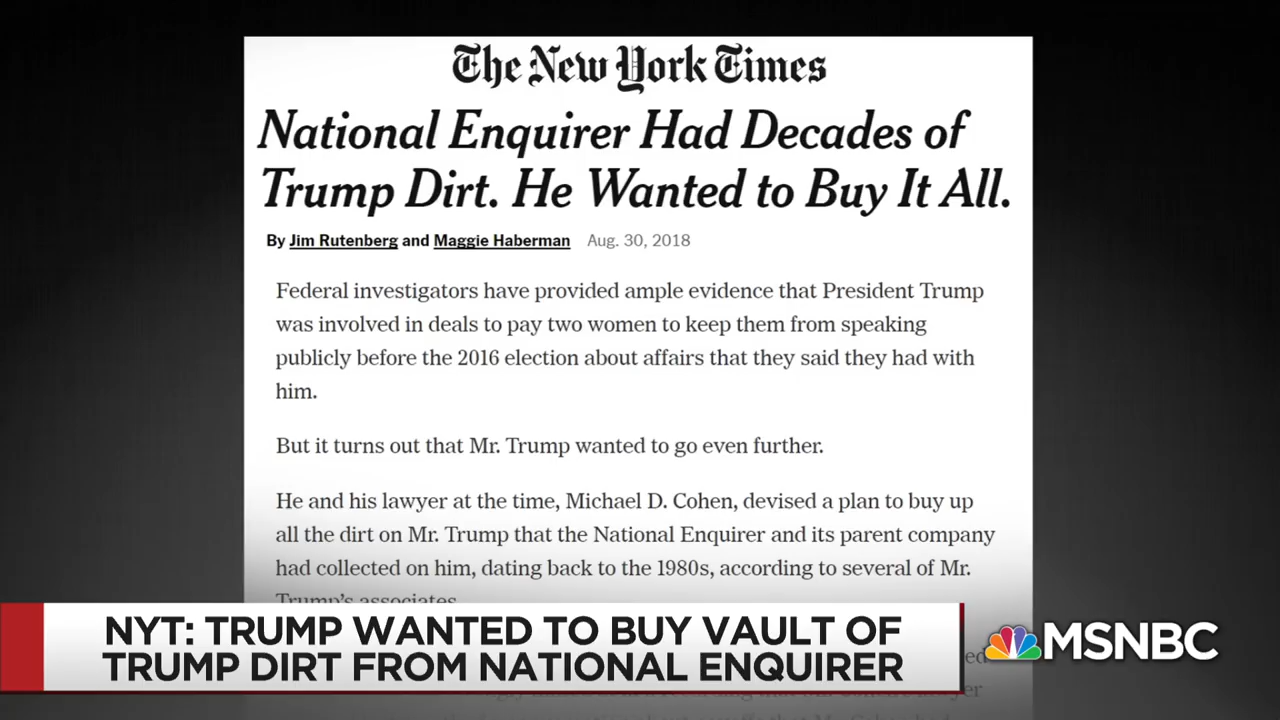 The New York Times
National Enquirer Had Decades of
Trump Dirt. He Wanted to Buy It All.
By Jim Rutenberg and Maggie Haberman Aug. 30, 2018
Federal investigators have provided ample evidence that President Trump
was involved in deals to pay two women to keep them from speaking
publicly before the 2016 election about affairs that they said they had with
him.
But it turns out that Mr. Trump wanted to go even further.
He and his lawyer at the time, Michael D. Cohen, devised a plan to buy up
all the dirt on Mr. Trump that the National Enquirer and its parent company
had collected on him, dating back to the 1980s, according to several of Mr.
Trump's associates.
NYT: TRUMP WANTED TO BUY VAULT OF
TRUMP DIRT FROM NATIONAL ENQUIRER
MSNBC